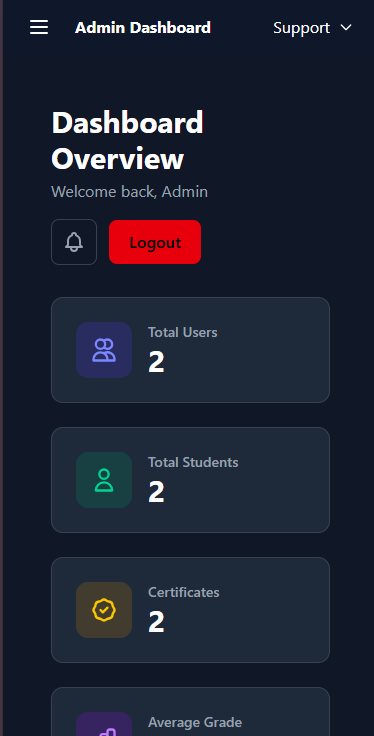 Admin Dashboard
Support
Dashboard
Overview
Welcome back, Admin
Logout
Total Users
2
Total Students
2
Certificates
2
Average Grade